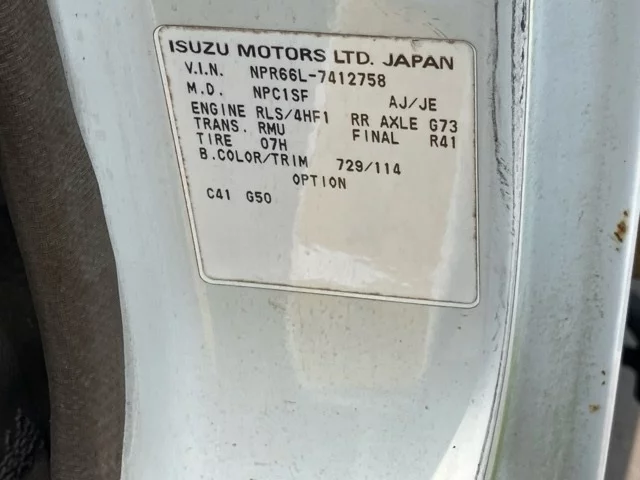 ISUZU MOTORS LTD. JAPAN
V.I.N. NPR66L-7412758
M.D. NPC1SF AJ/JE
ENGINE RLS/4HF1 RR AXLE G73
TRANS. RMU FINAL R41
TIRE 07H
B.COLOR/TRIM 729/114
OPTION
C41 G50